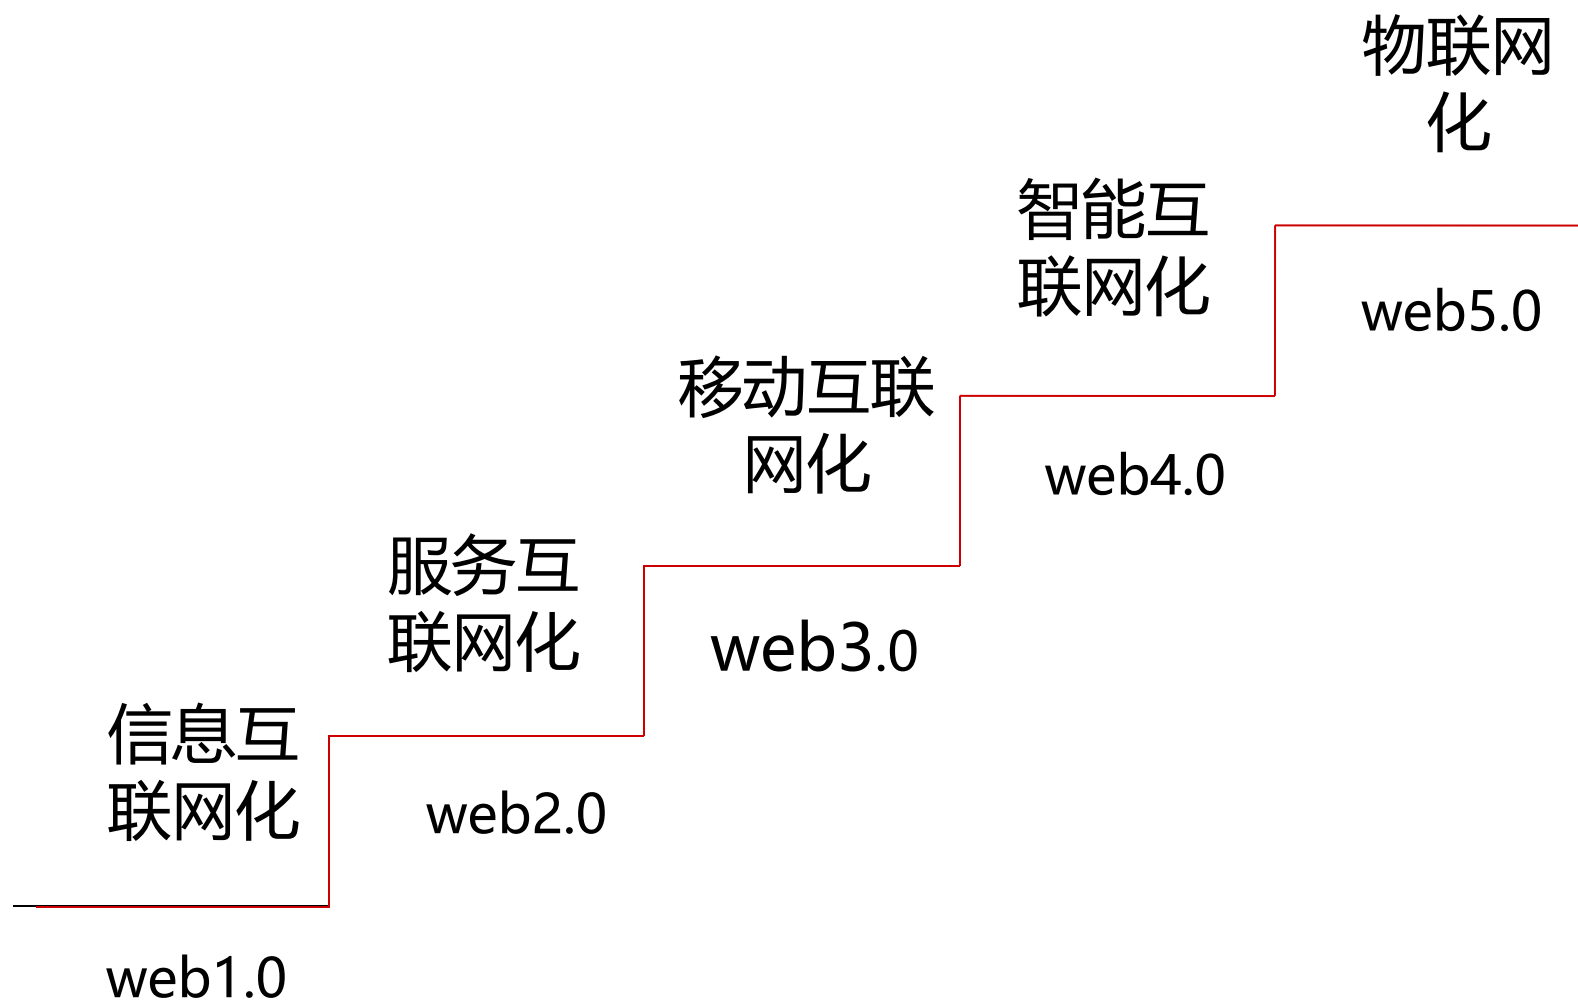 物联网
化
智能互
联网化
web5.0
移动互联
网化
web4.0
服务互
联网化
web3.0
信息互
联网化
web2.0
web1.0